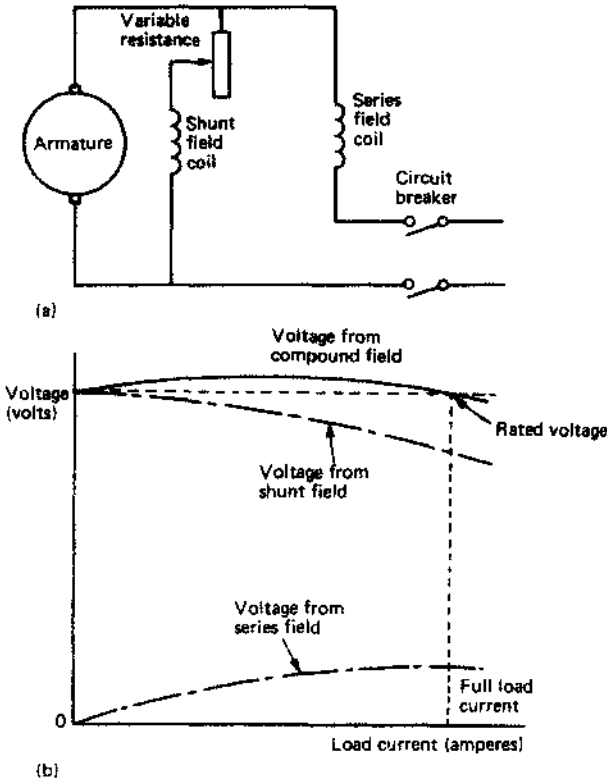 Variable
resistance
Armature
Shunt
field
coil
Series
field
coil
Circuit
breaker
(a)
Voltage from
compound field
Voltage
(volts)
Rated voltage
Voltage from
shunt field
Voltage from
series field
Full load
current
0
Load current (amperes)
(b)